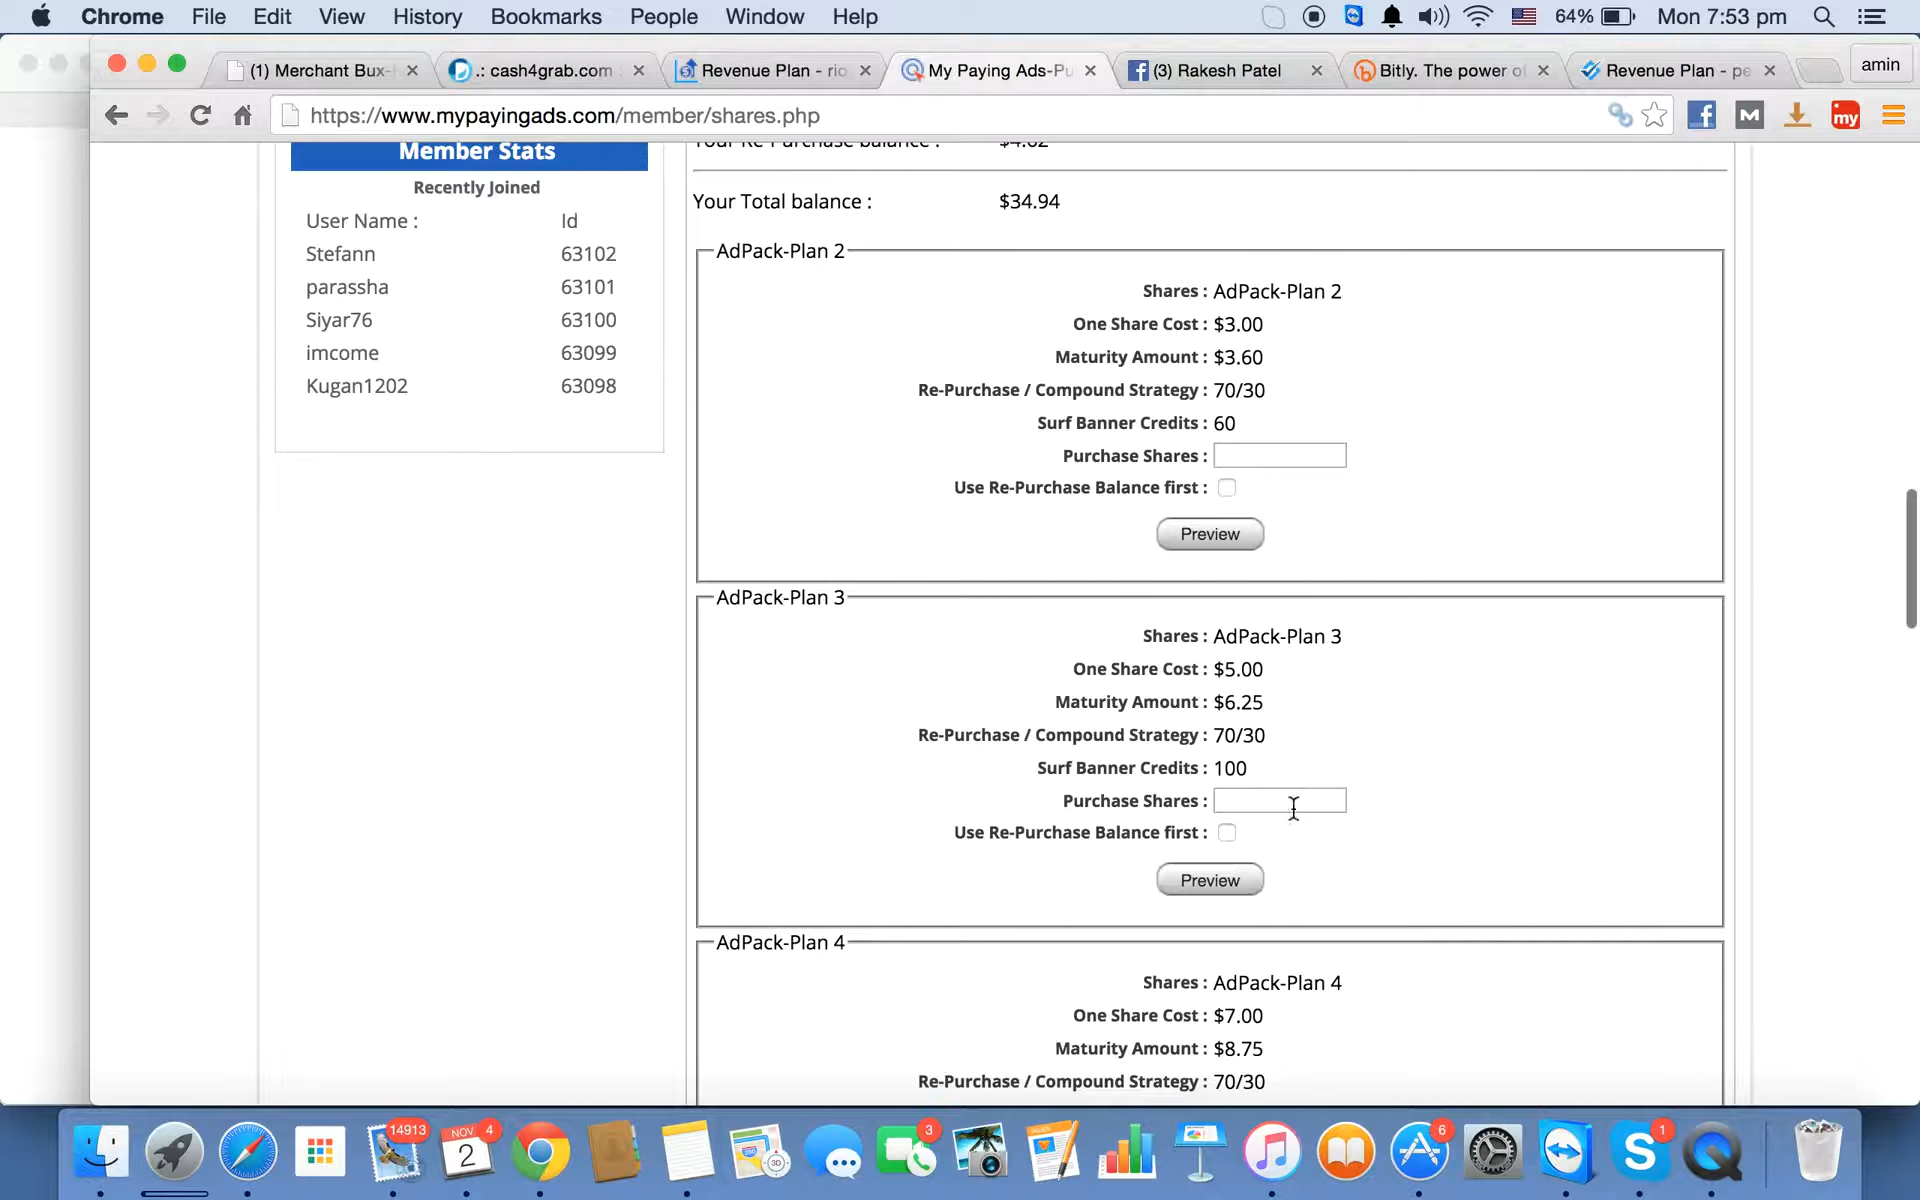 Chrome File Edit View History Bookmarks People Window Help 64% Mon 7:53 pm
(1) Merchant Bux- .: cash4grab.com Revenue Plan - rio My Paying Ads-Pu (3) Rakesh Patel Bitly. The power of Revenue Plan - pe amin
https://www.mypayingads.com/member/shares.php
Member Stats
Recently Joined
User Name : Id
Stefann 63102
parassha 63101
Siyar76 63100
imcome 63099
Kugan1202 63098
Your Re-Purchase balance : $4.62
Your Total balance : $34.94
AdPack-Plan 2
Shares : AdPack-Plan 2
One Share Cost : $3.00
Maturity Amount : $3.60
Re-Purchase / Compound Strategy : 70/30
Surf Banner Credits : 60
Purchase Shares :
Use Re-Purchase Balance first :
Preview
AdPack-Plan 3
Shares : AdPack-Plan 3
One Share Cost : $5.00
Maturity Amount : $6.25
Re-Purchase / Compound Strategy : 70/30
Surf Banner Credits : 100
Purchase Shares :
Use Re-Purchase Balance first :
Preview
AdPack-Plan 4
Shares : AdPack-Plan 4
One Share Cost : $7.00
Maturity Amount : $8.75
Re-Purchase / Compound Strategy : 70/30
14913 NOV 2 4 3D 3 6 1